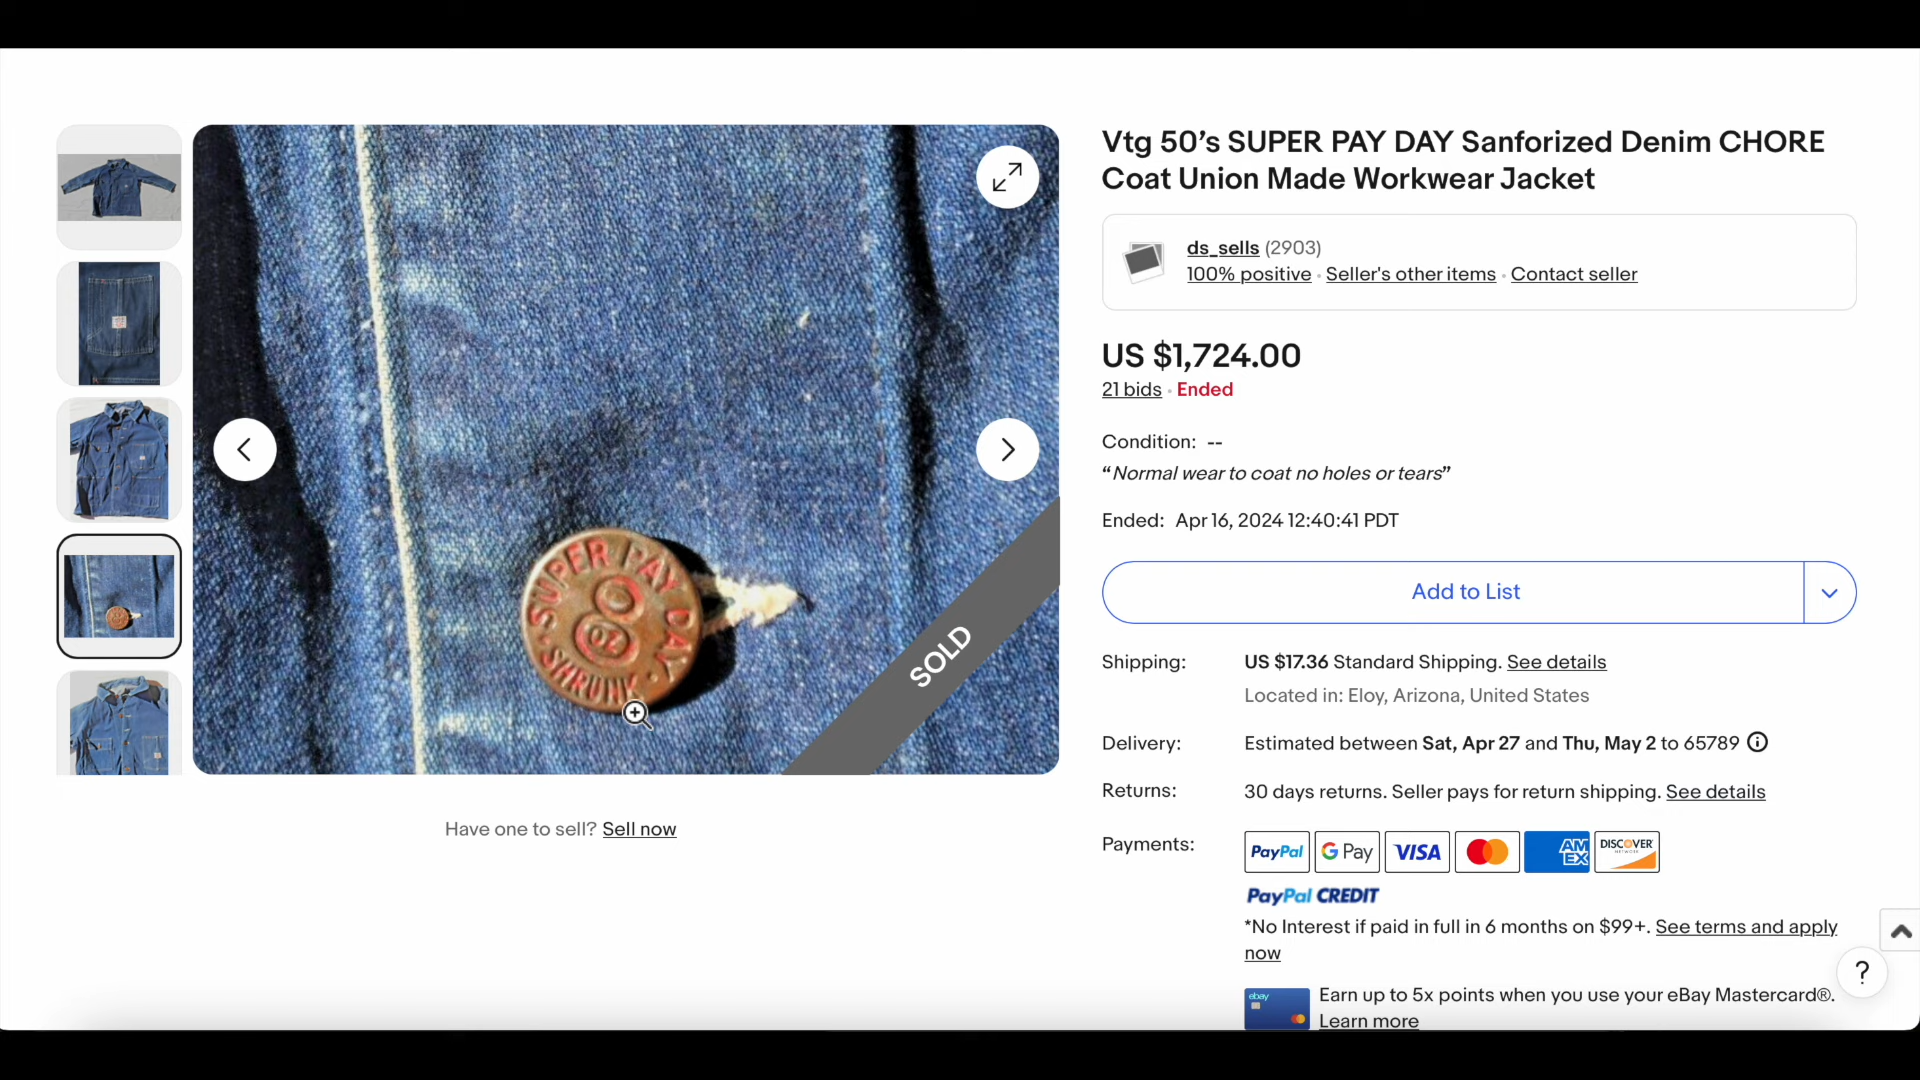 Vtg 50's SUPER PAY DAY Sanforized Denim CHORE
Coat Union Made Workwear Jacket
ds_sells (2903)
100% positive · Seller's other items · Contact seller
US $1,724.00
21 bids · Ended
Condition: --
“Normal wear to coat no holes or tears”
Ended: Apr 16, 2024 12:40:41 PDT
Add to List
SUPER PAY DAY
8 OZ
SHRUNK
SOLD
Shipping: US $17.36 Standard Shipping. See details
Located in: Eloy, Arizona, United States
Delivery: Estimated between Sat, Apr 27 and Thu, May 2 to 65789
Returns: 30 days returns. Seller pays for return shipping. See details
Have one to sell? Sell now
Payments: PayPal G Pay VISA AM EX DISCOVER
PayPal CREDIT
*No Interest if paid in full in 6 months on $99+. See terms and apply
now
?
ebay
Earn up to 5x points when you use your eBay Mastercard®.
Learn more